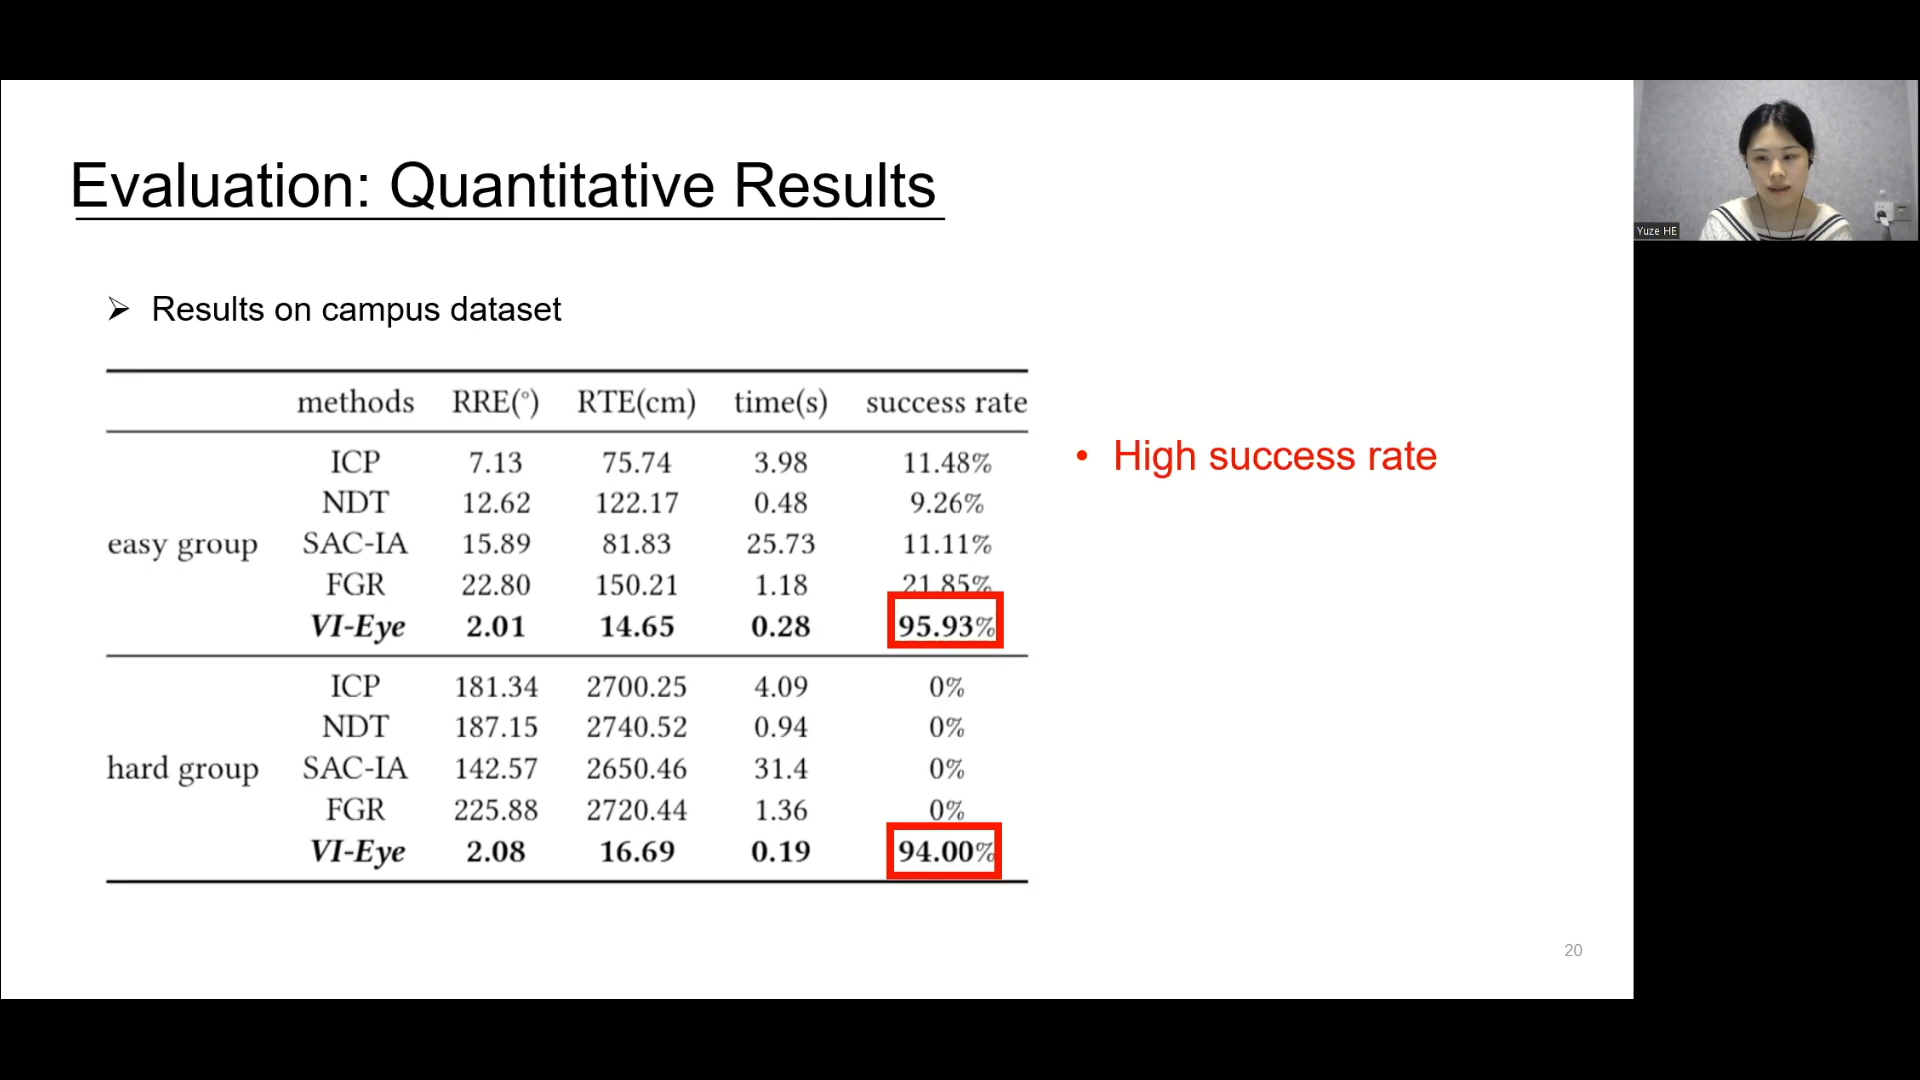 Evaluation: Quantitative Results
Yuze HE
➢ Results on campus dataset
methods RRE(°) RTE(cm) time(s) success rate
ICP 7.13 75.74 3.98 11.48%
NDT 12.62 122.17 0.48 9.26%
easy group SAC-IA 15.89 81.83 25.73 11.11%
FGR 22.80 150.21 1.18 21.85%
VI-Eye 2.01 14.65 0.28 95.93%
ICP 181.34 2700.25 4.09 0%
NDT 187.15 2740.52 0.94 0%
hard group SAC-IA 142.57 2650.46 31.4 0%
FGR 225.88 2720.44 1.36 0%
VI-Eye 2.08 16.69 0.19 94.00%
• High success rate
20